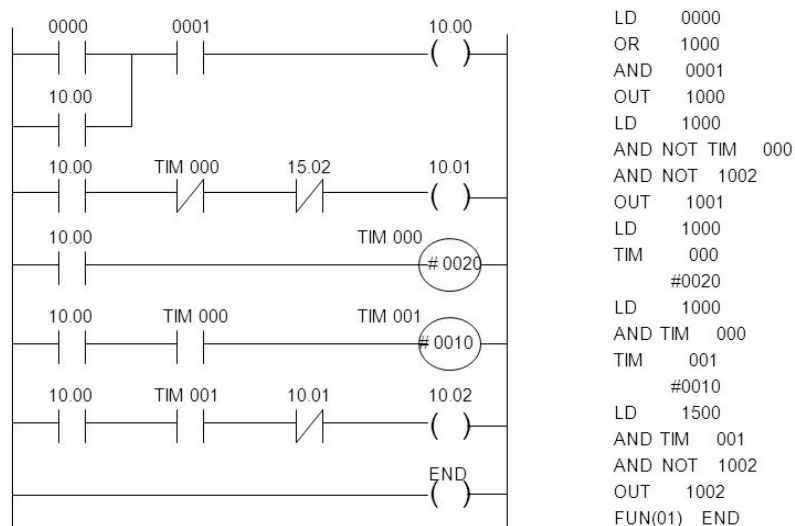 0000 0001 10.00
10.00
10.00 TIM 000 15.02 10.01
10.00 TIM 000
# 0020
10.00 TIM 000 TIM 001
# 0010
10.00 TIM 001 10.01 10.02
END
LD 0000
OR 1000
AND 0001
OUT 1000
LD 1000
AND NOT TIM 000
AND NOT 1002
OUT 1001
LD 1000
TIM 000
#0020
LD 1000
AND TIM 000
TIM 001
#0010
LD 1500
AND TIM 001
AND NOT 1002
OUT 1002
FUN(01) END